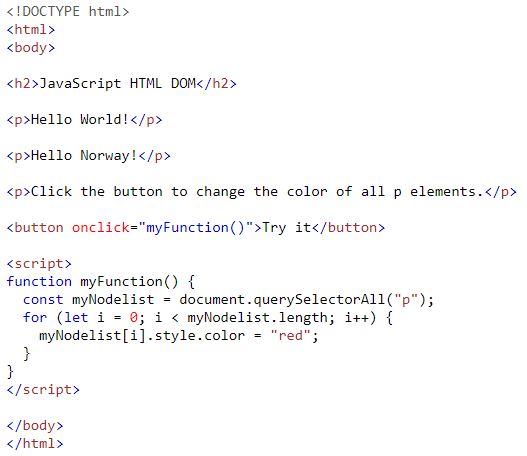 <!DOCTYPE html>
<html>
<body>

<h2>JavaScript HTML DOM</h2>

<p>Hello World!</p>

<p>Hello Norway!</p>

<p>Click the button to change the color of all p elements.</p>

<button onclick="myFunction()">Try it</button>

<script>
function myFunction() {
  const myNodelist = document.querySelectorAll("p");
  for (let i = 0; i < myNodelist.length; i++) {
    myNodelist[i].style.color = "red";
  }
}
</script>

</body>
</html>